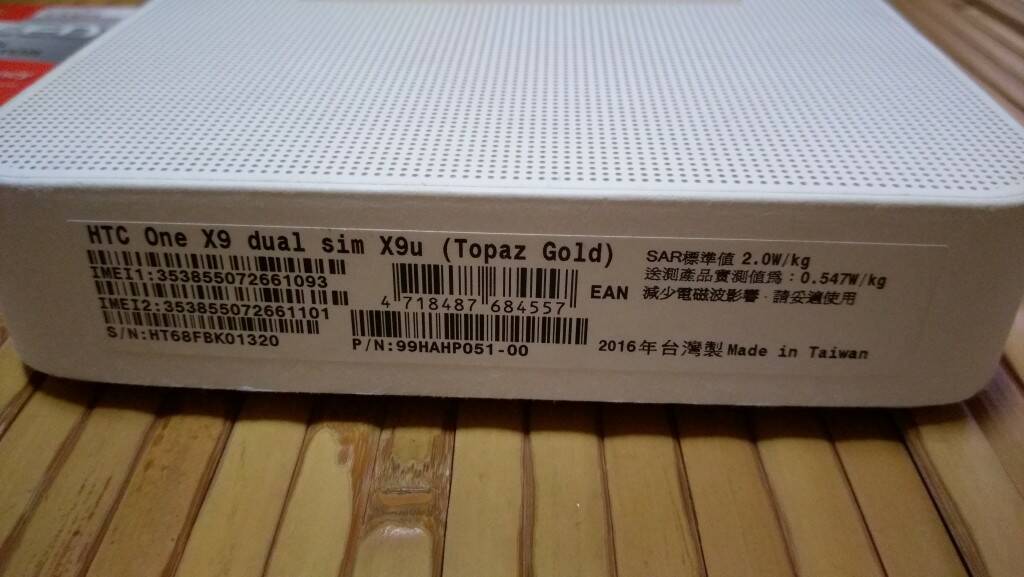 HTC One X9 dual sim X9u (Topaz Gold)
IMEI1:353855072661093
IMEI2:353855072661101
S/N:HT68FBK01320
4 718487 684557
EAN
P/N:99HAHP051-00
SAR標準值 2.0W/kg
送測產品實測值為：0.547W/kg
減少電磁波影響﹐請妥適使用
2016年台灣製 Made in Taiwan